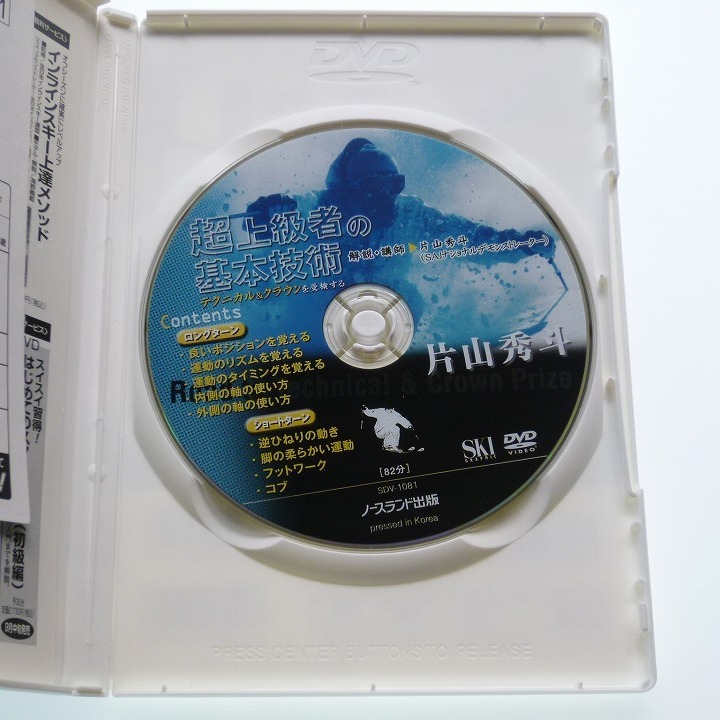 DVD
超上級者の
基本技術
テクニカル&クラウンを受検する
解説・講師▶片山秀斗
(SAJナショナルデモンストレーター)
Contents
ロングターン
・良いポジションを覚える
・運動のリズムを覚える
・運動のタイミングを覚える
・内側の軸の使い方
・外側の軸の使い方
片山秀斗
Technical & Crown Prize
ショートターン
・逆ひねりの動き
・脚の柔らかい運動
・フットワーク
・コブ
[82分]
SDV-1081
ノースランド出版
pressed in Korea
SKI
GRAPHIC
DVD
VIDEO
PRESS CENTER BUTTONS TO RELEASE
インラインスキー上達メソッド
スイスイ習得!
(初級編)
9月中旬発売